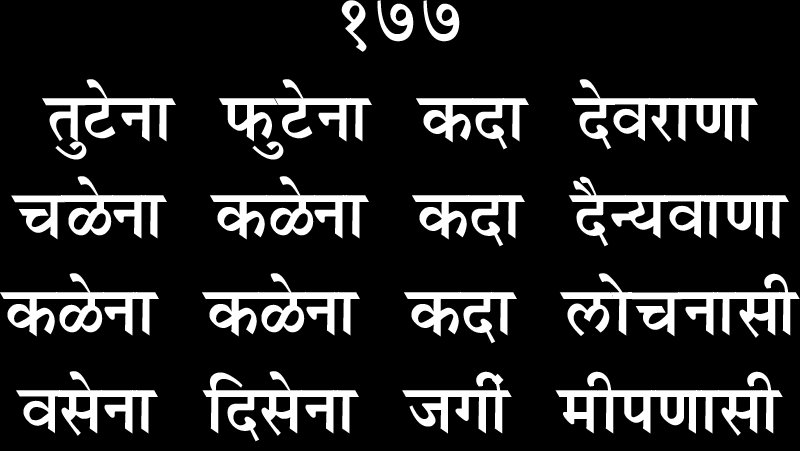 १७७
तुटेना फुटेना कदा देवराणा
चळेना कळेना कदा दैन्यवाणा
कळेना कळेना कदा लोचनासी
वसेना दिसेना जगीं मीपणासी